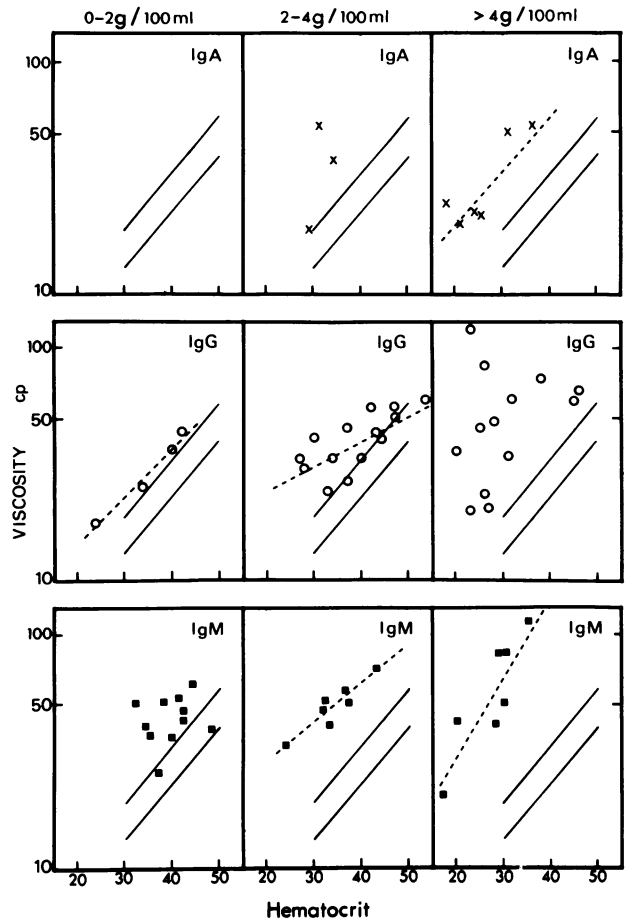 0-2g/100ml 2-4g/100ml >4g/100ml
IgA IgA IgA
100
50
10
IgG IgG IgG
100
50
10
VISCOSITY cp
IgM IgM IgM
100
50
10
20 30 40 50 20 30 40 50 20 30 40 50
Hematocrit